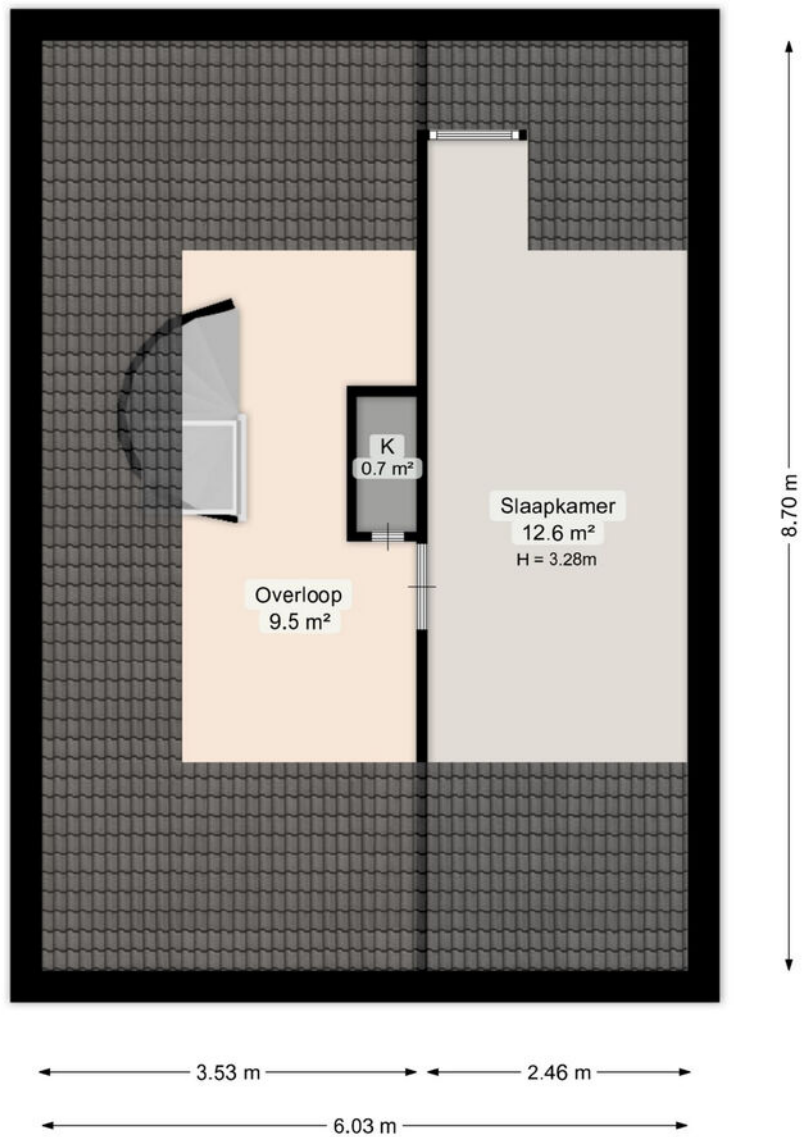 K
0.7 m²
Slaapkamer
12.6 m²
H = 3.28m
Overloop
9.5 m²
8.70 m
3.53 m
2.46 m
6.03 m